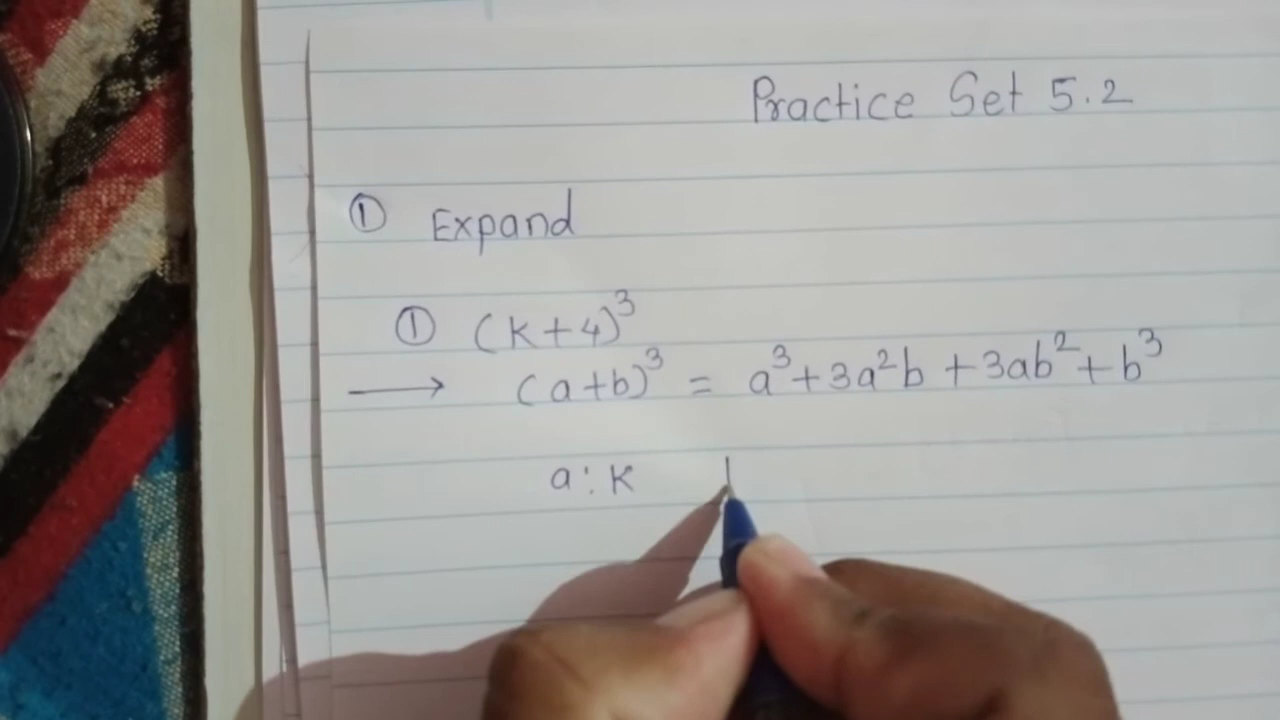 Practice Set 5.2
① Expand
① (k+4)³
⟶ (a+b)³ = a³+3a²b+3ab²+b³
a : k